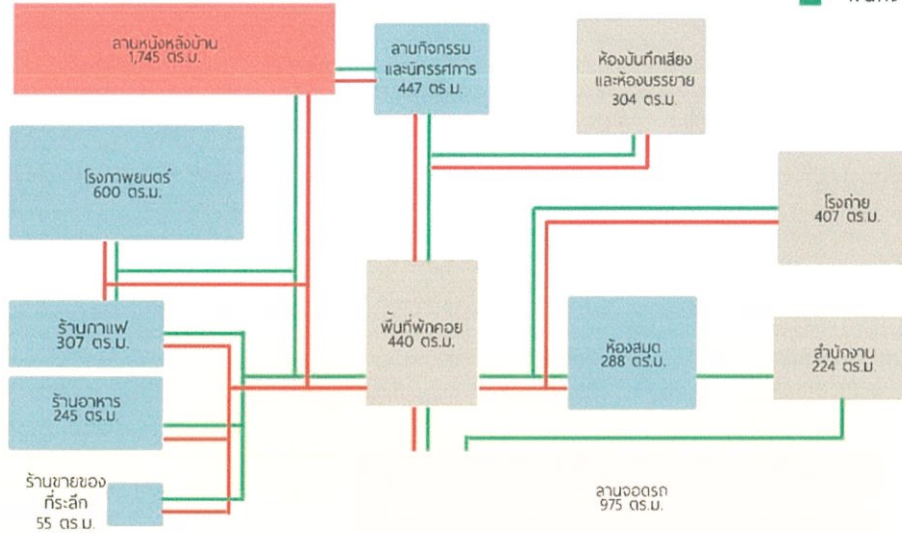 ลานหนังหลังบ้าน
1,745 ตร.ม.
ลานกิจกรรม
และนิทรรศการ
447 ตร.ม.
ห้องบันทึกเสียง
และห้องบรรยาย
304 ตร.ม.
โรงภาพยนตร์
600 ตร.ม.
โรงถ่าย
407 ตร.ม.
ร้านกาแฟ
307 ตร.ม.
พื้นที่พักคอย
440 ตร.ม.
ห้องสมุด
288 ตร.ม.
สำนักงาน
224 ตร.ม.
ร้านอาหาร
245 ตร.ม.
ร้านขายของ
ที่ระลึก
55 ตร.ม.
ลานจอดรถ
975 ตร.ม.